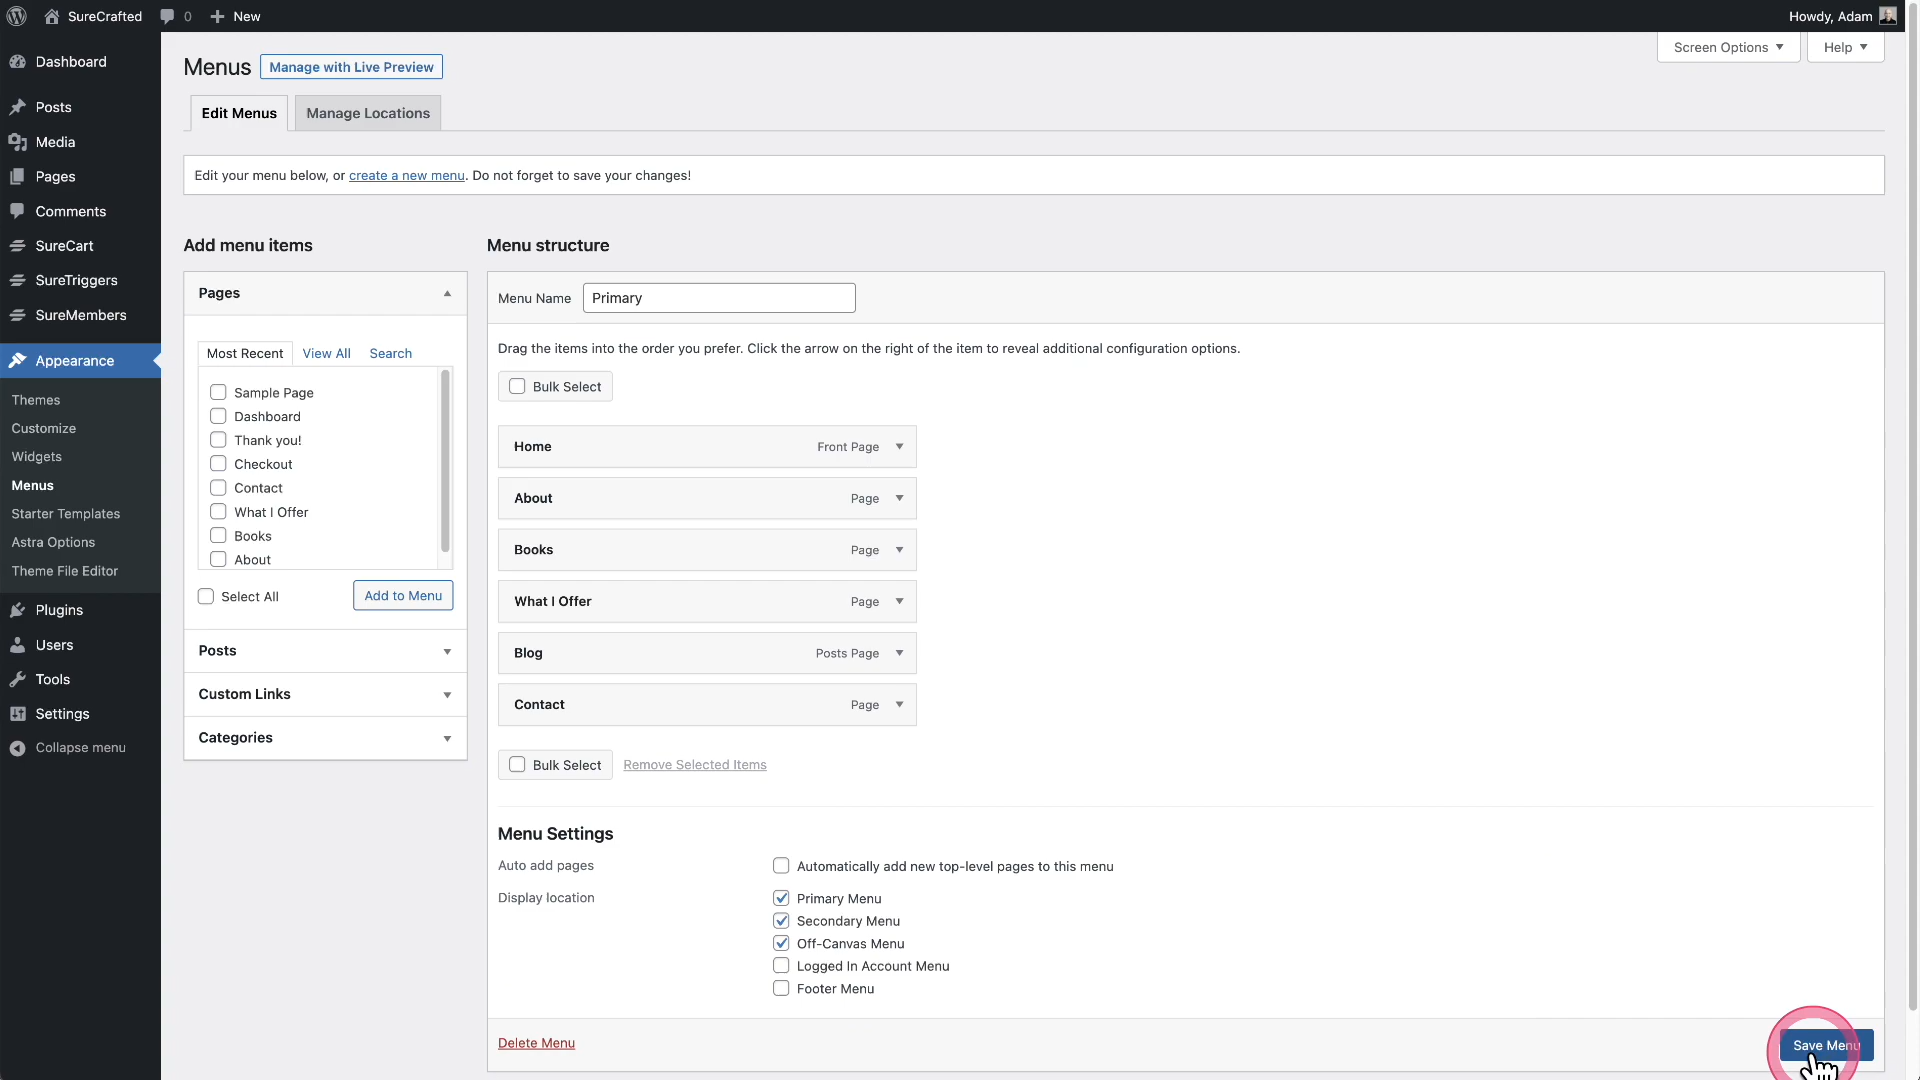 SureCrafted 0 New Howdy, Adam
Screen Options Help
Dashboard
Posts
Media
Pages
Comments
SureCart
SureTriggers
SureMembers
Appearance
Themes
Customize
Widgets
Menus
Starter Templates
Astra Options
Theme File Editor
Plugins
Users
Tools
Settings
Collapse menu
Menus Manage with Live Preview
Edit Menus Manage Locations
Edit your menu below, or create a new menu. Do not forget to save your changes!
Add menu items
Pages
Most Recent View All Search
Sample Page
Dashboard
Thank you!
Checkout
Contact
What I Offer
Books
About
Select All Add to Menu
Posts
Custom Links
Categories
Menu structure
Menu Name Primary
Drag the items into the order you prefer. Click the arrow on the right of the item to reveal additional configuration options.
Bulk Select
Home Front Page
About Page
Books Page
What I Offer Page
Blog Posts Page
Contact Page
Bulk Select Remove Selected Items
Menu Settings
Auto add pages Automatically add new top-level pages to this menu
Display location Primary Menu
Secondary Menu
Off-Canvas Menu
Logged In Account Menu
Footer Menu
Delete Menu Save Menu